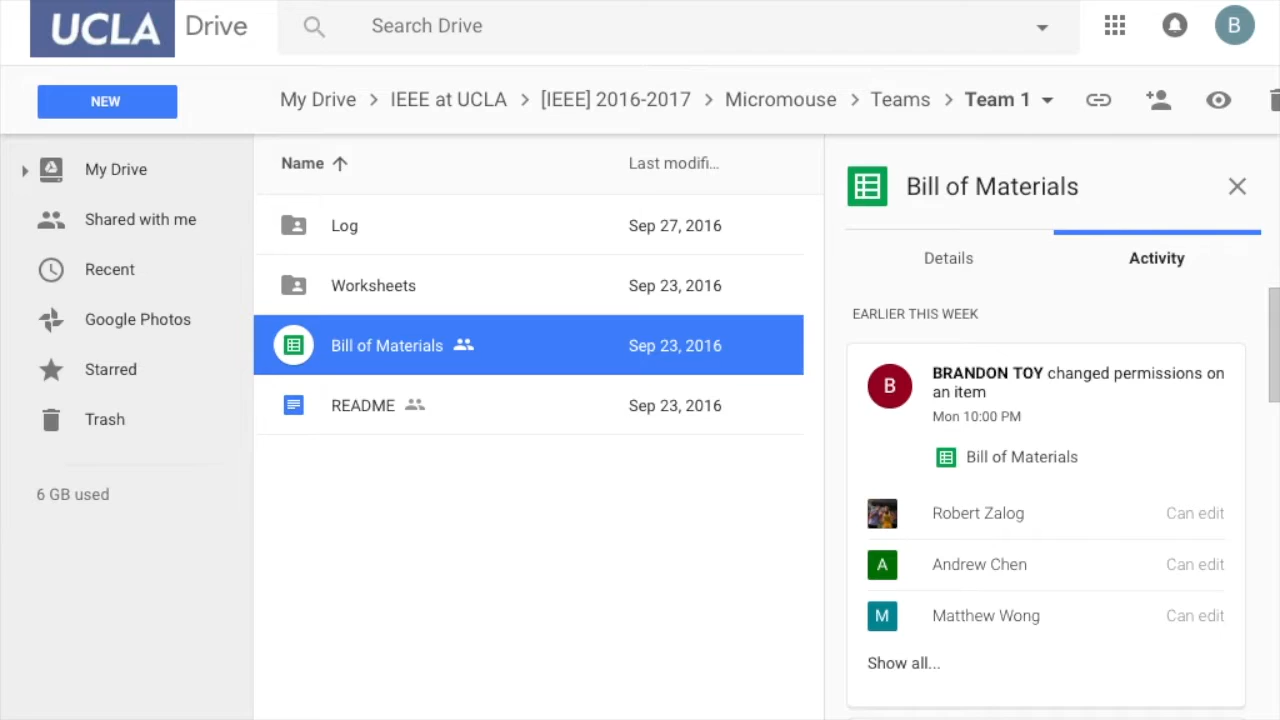 UCLA Drive
Search Drive
B
NEW
My Drive > IEEE at UCLA > [IEEE] 2016-2017 > Micromouse > Teams > Team 1
My Drive
Shared with me
Recent
Google Photos
Starred
Trash
6 GB used
Name
Last modifi...
Log
Sep 27, 2016
Worksheets
Sep 23, 2016
Bill of Materials
Sep 23, 2016
README
Sep 23, 2016
Bill of Materials
Details
Activity
EARLIER THIS WEEK
B
BRANDON TOY changed permissions on
an item
Mon 10:00 PM
Bill of Materials
Robert Zalog
Can edit
A
Andrew Chen
Can edit
M
Matthew Wong
Can edit
Show all...